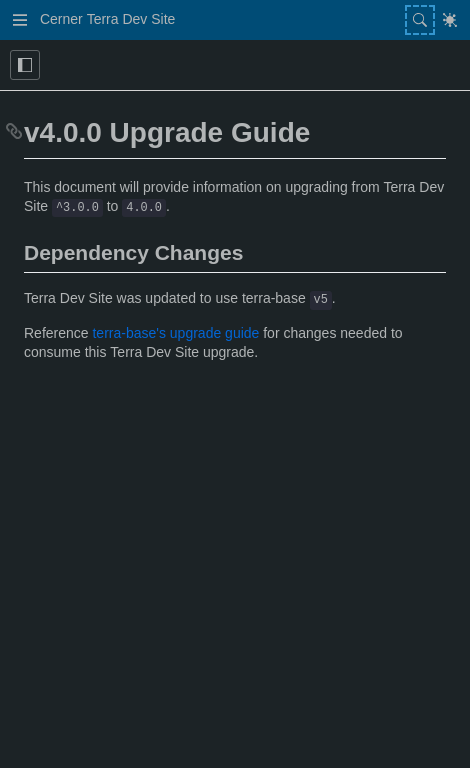 Cerner Terra Dev Site
v4.0.0 Upgrade Guide
This document will provide information on upgrading from Terra Dev
Site ^3.0.0 to 4.0.0.
Dependency Changes
Terra Dev Site was updated to use terra-base v5.
Reference terra-base's upgrade guide for changes needed to
consume this Terra Dev Site upgrade.